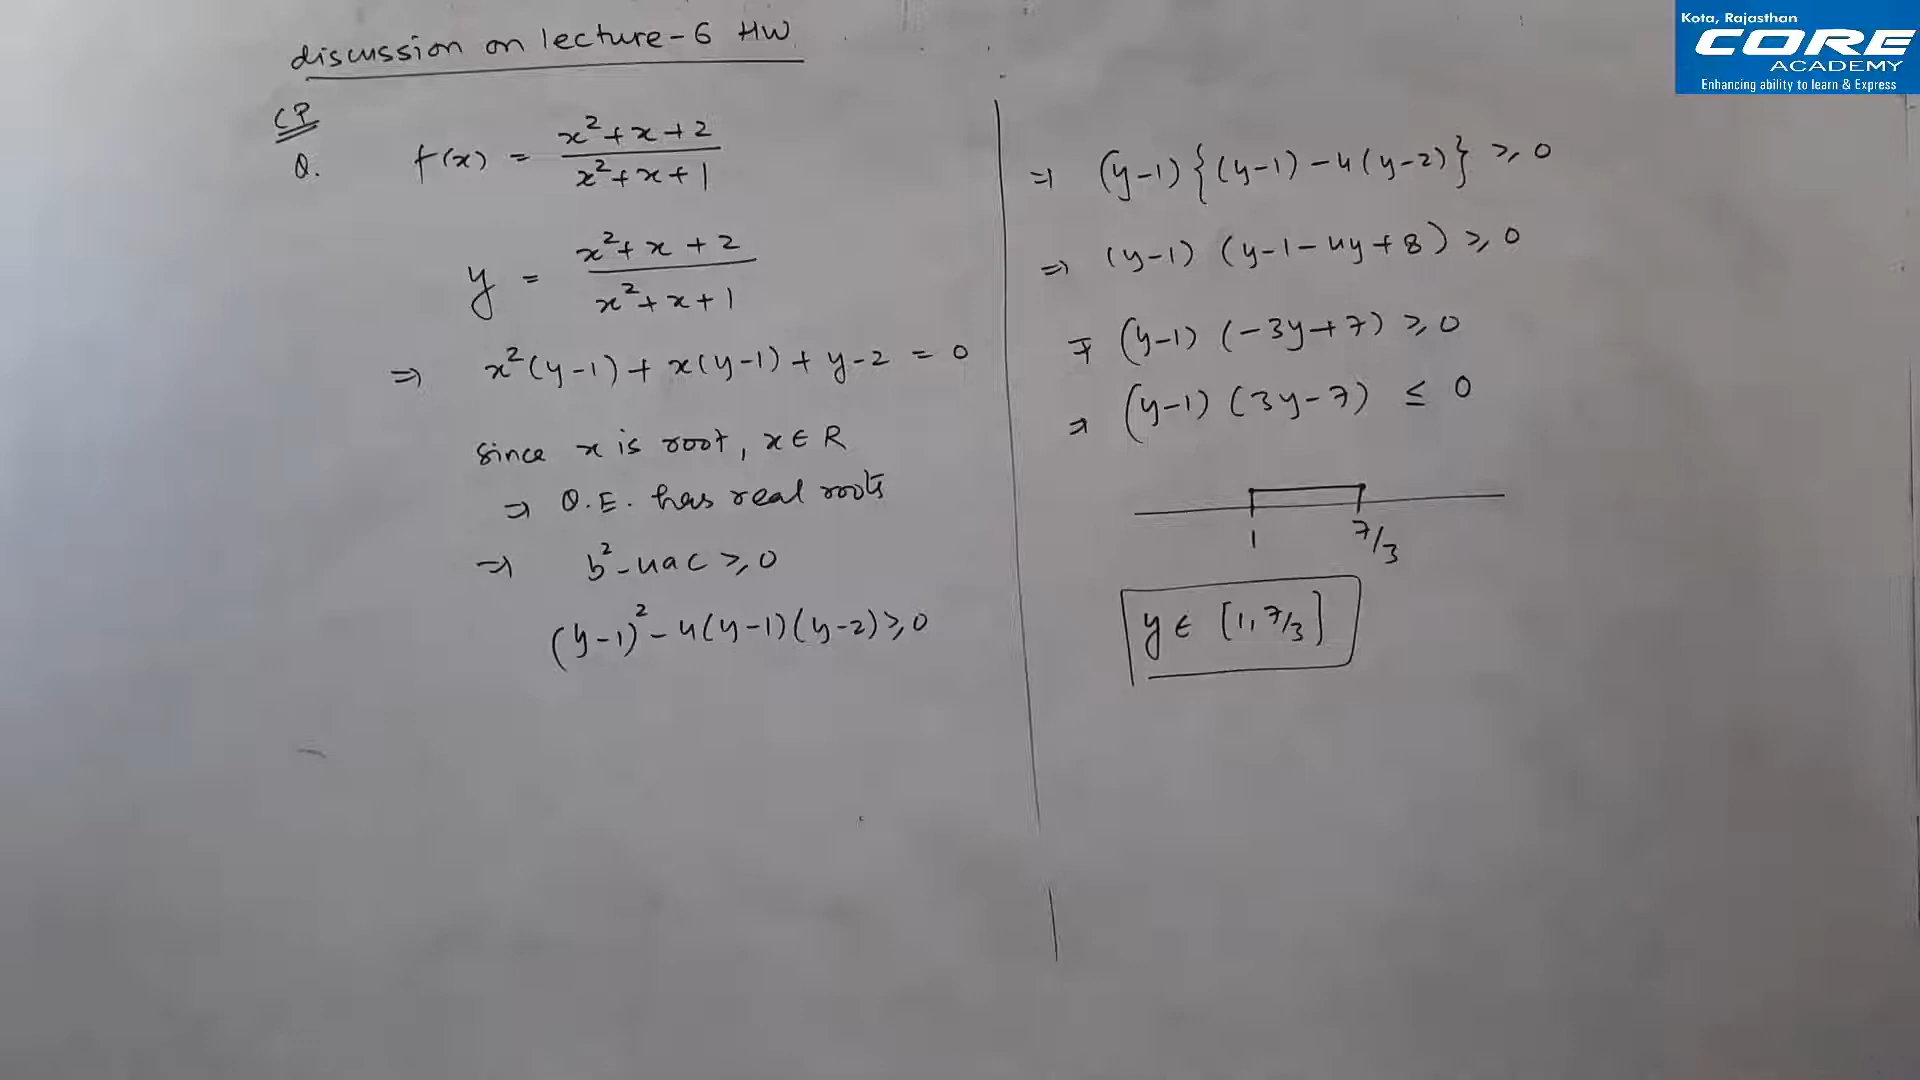 discussion on lecture-6 HW
CP
Q. f(x) = x²+x+2 / x²+x+1
y = x²+x+2 / x²+x+1
⇒ x²(y-1) + x(y-1) + y-2 = 0
Since x is root, x ∈ R
⇒ Q.E. has real roots
⇒ b²-4ac ≥ 0
(y-1)² - 4(y-1)(y-2) ≥ 0
⇒ (y-1){(y-1) - 4(y-2)} ≥ 0
⇒ (y-1) (y-1-4y+8) ≥ 0
⇒ (y-1) (-3y+7) ≥ 0
⇒ (y-1) (3y-7) ≤ 0
1 7/3
y ∈ [1, 7/3]
Kota, Rajasthan
CORE
ACADEMY
Enhancing ability to learn & Express